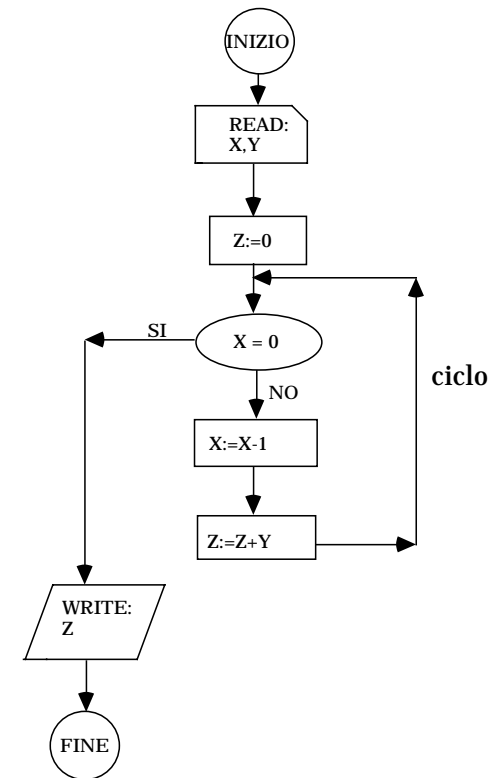 INIZIO
READ:
X,Y
Z:=0
SI
X = 0
ciclo
NO
X:=X-1
Z:=Z+Y
WRITE:
Z
FINE